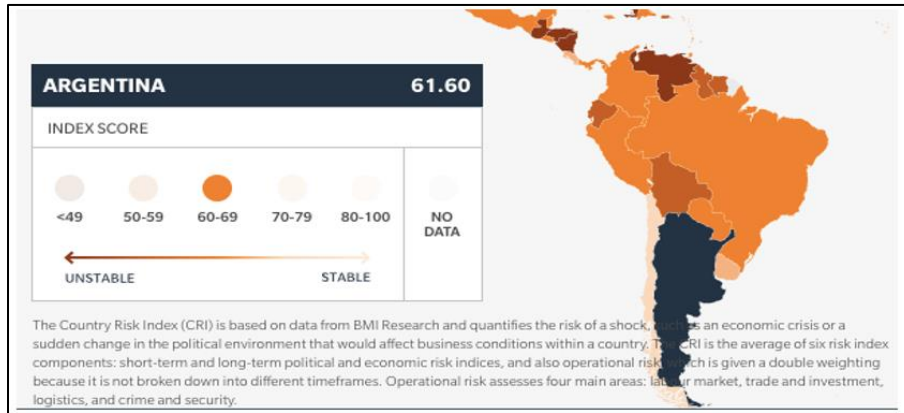 ARGENTINA 61.60
INDEX SCORE
<49 50-59 60-69 70-79 80-100 NO DATA
UNSTABLE STABLE
The Country Risk Index (CRI) is based on data from BMI Research and quantifies the risk of a shock, such as an economic crisis or a
sudden change in the political environment that would affect business conditions within a country. The CRI is the average of six risk index
components: short-term and long-term political and economic risk indices, and also operational risk, which is given a double weighting
because it is not broken down into different timeframes. Operational risk assesses four main areas: labour market, trade and investment,
logistics, and crime and security.